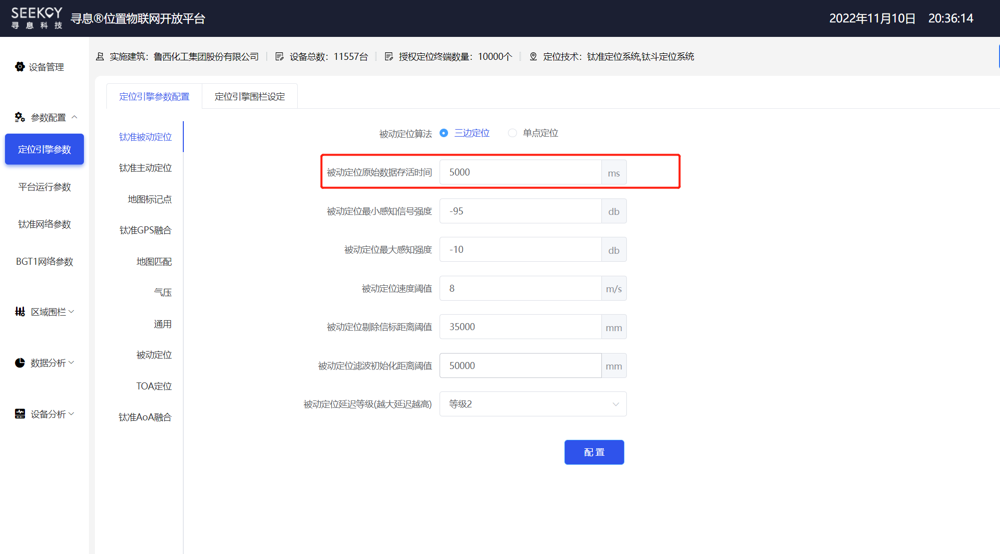 SEEKCY
寻息科技
寻息®位置物联网开放平台
2022年11月10日 20:36:14
实施建筑：鲁西化工集团股份有限公司
设备总数：11557台
授权定位终端数量：10000个
定位技术：钛准定位系统,钛斗定位系统
设备管理
参数配置
定位引擎参数
平台运行参数
钛准网络参数
BGT1网络参数
区域围栏
数据分析
设备分析
定位引擎参数配置
定位引擎围栏设定
钛准被动定位
钛准主动定位
地图标记点
钛准GPS融合
地图匹配
气压
通用
被动定位
TOA定位
钛准AoA融合
被动定位算法 三边定位 单点定位
被动定位原始数据存活时间 5000 ms
被动定位最小感知信号强度 -95 db
被动定位最大感知强度 -10 db
被动定位速度阈值 8 m/s
被动定位剔除信标距离阈值 35000 mm
被动定位滤波初始化距离阈值 50000 mm
被动定位延迟等级(越大延迟越高) 等级2
配 置